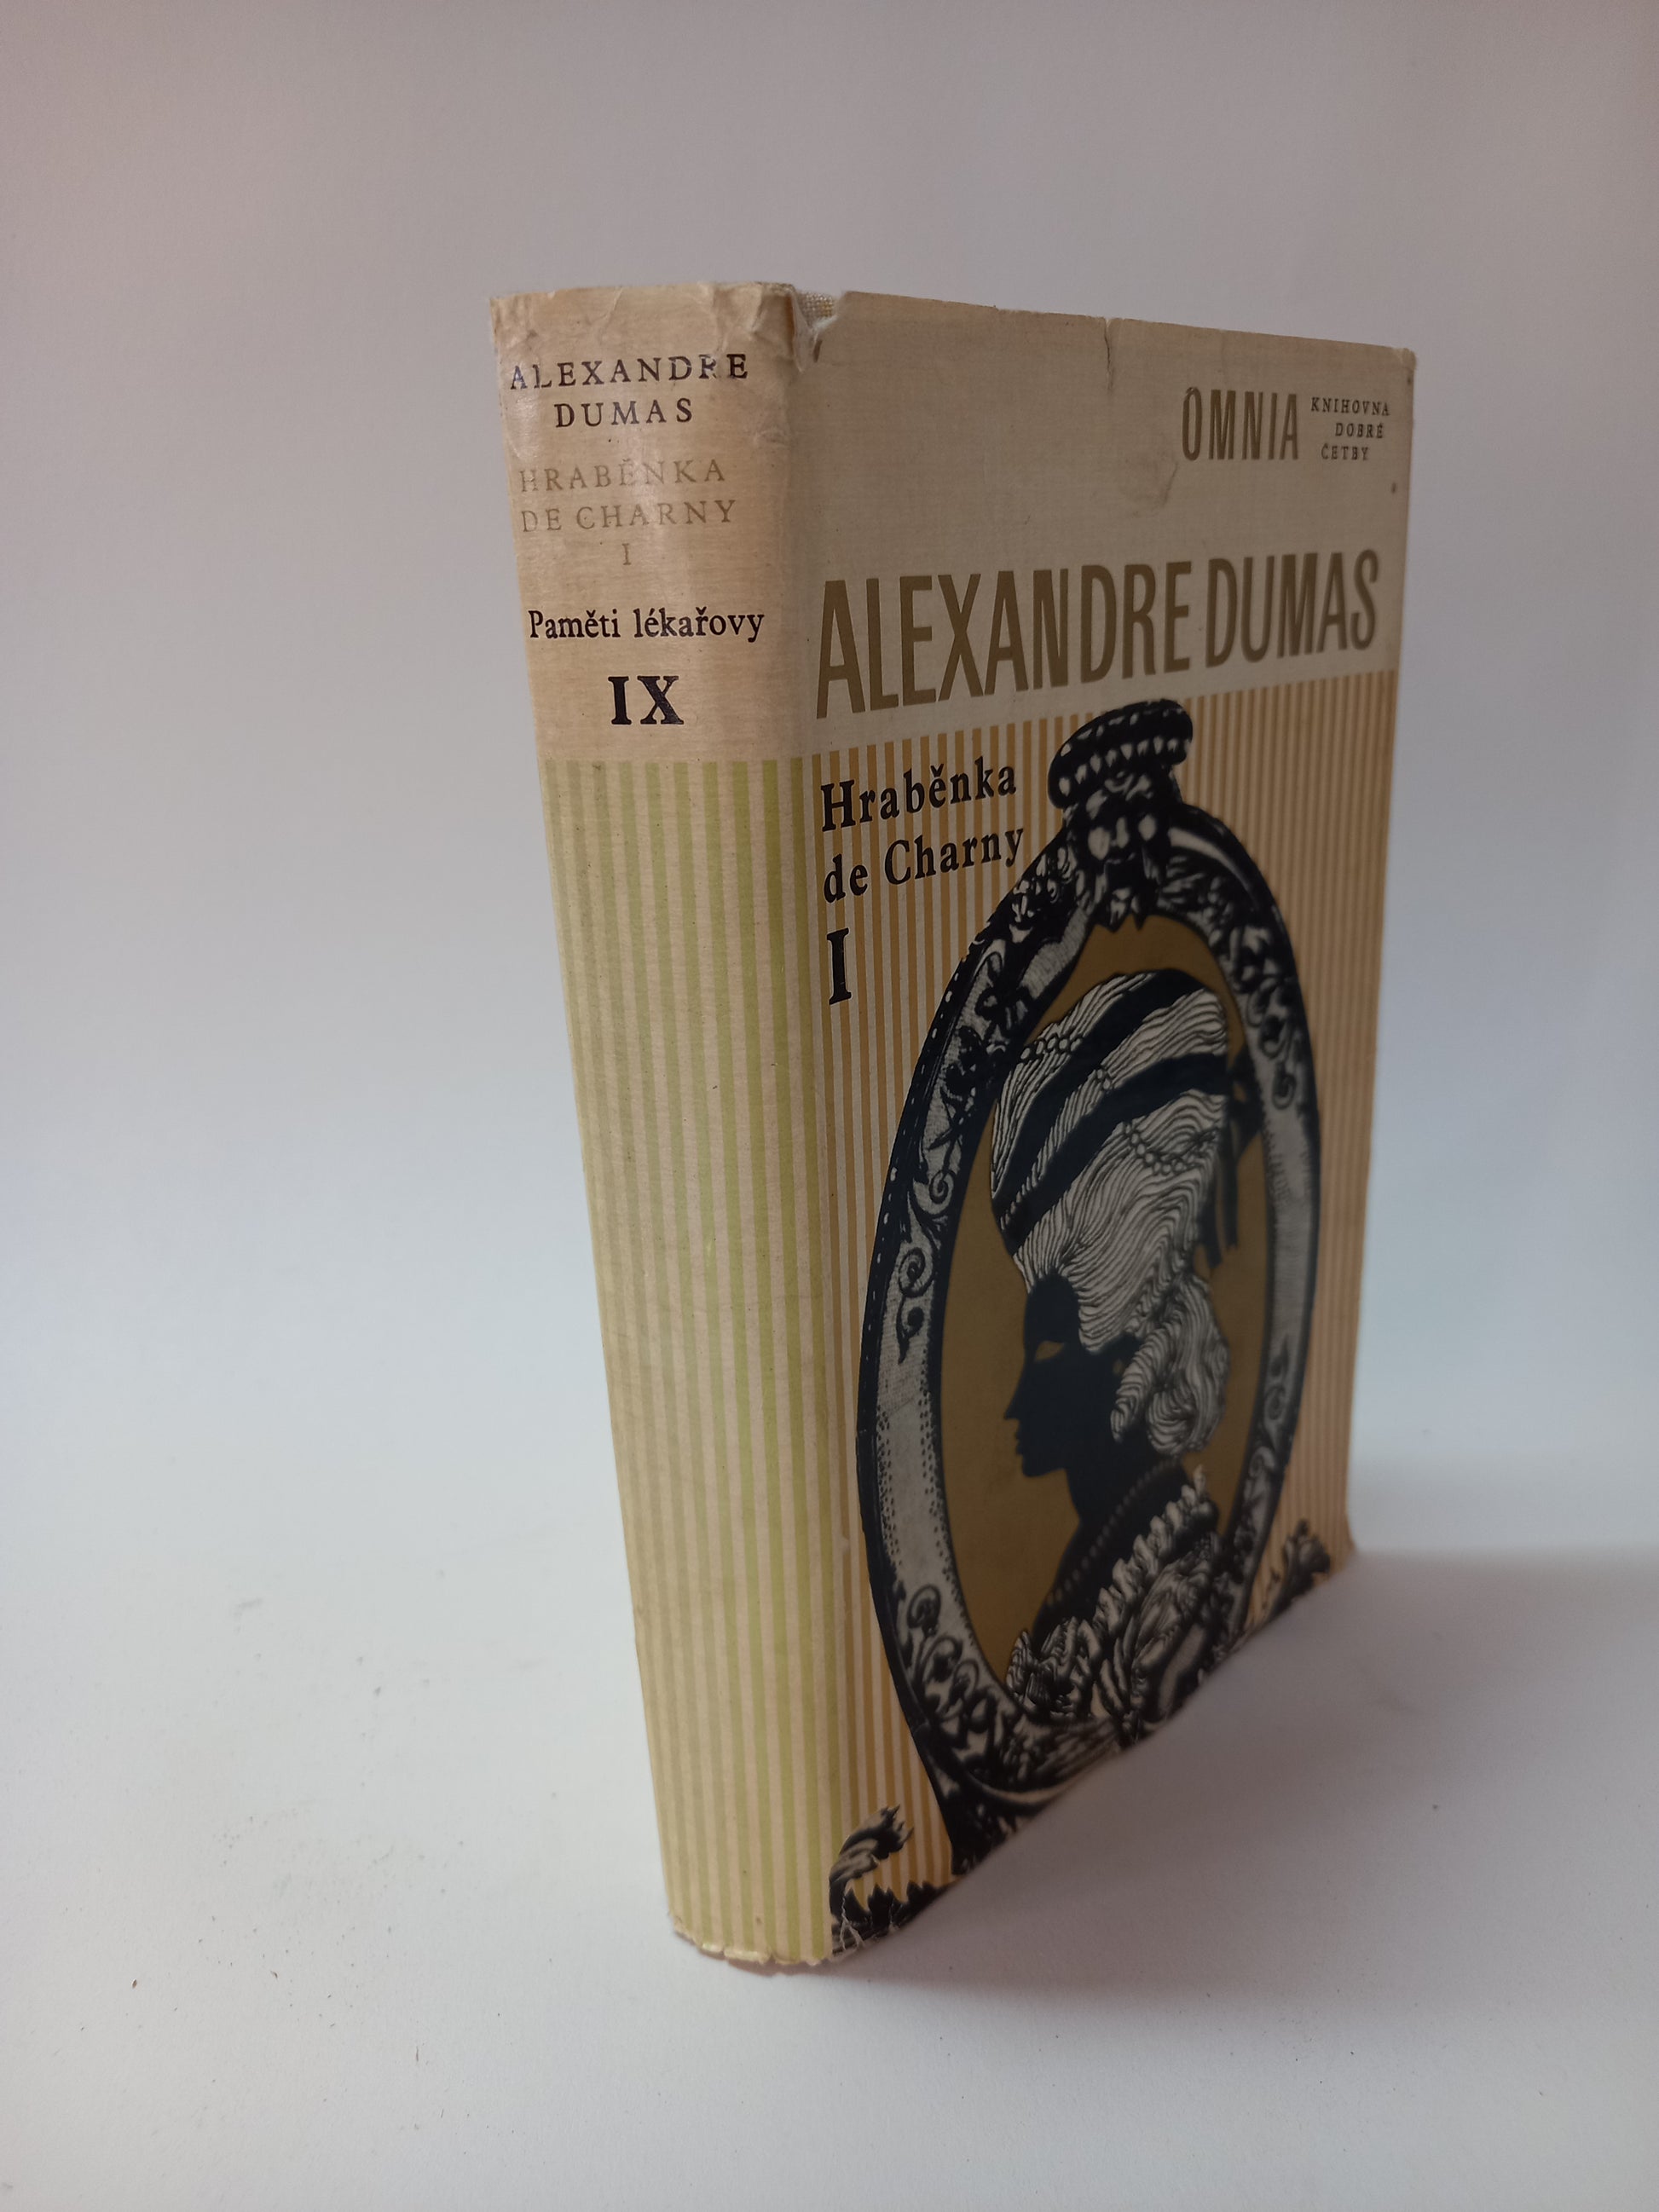 ALEXANDRE
DUMAS
HRABĚNKA
DE CHARNY
I
Paměti lékařovy
IX
OMNIA
KNIHOVNA
DOBRÉ
ČETBY
ALEXANDRE DUMAS
Hraběnka
de Charny
I